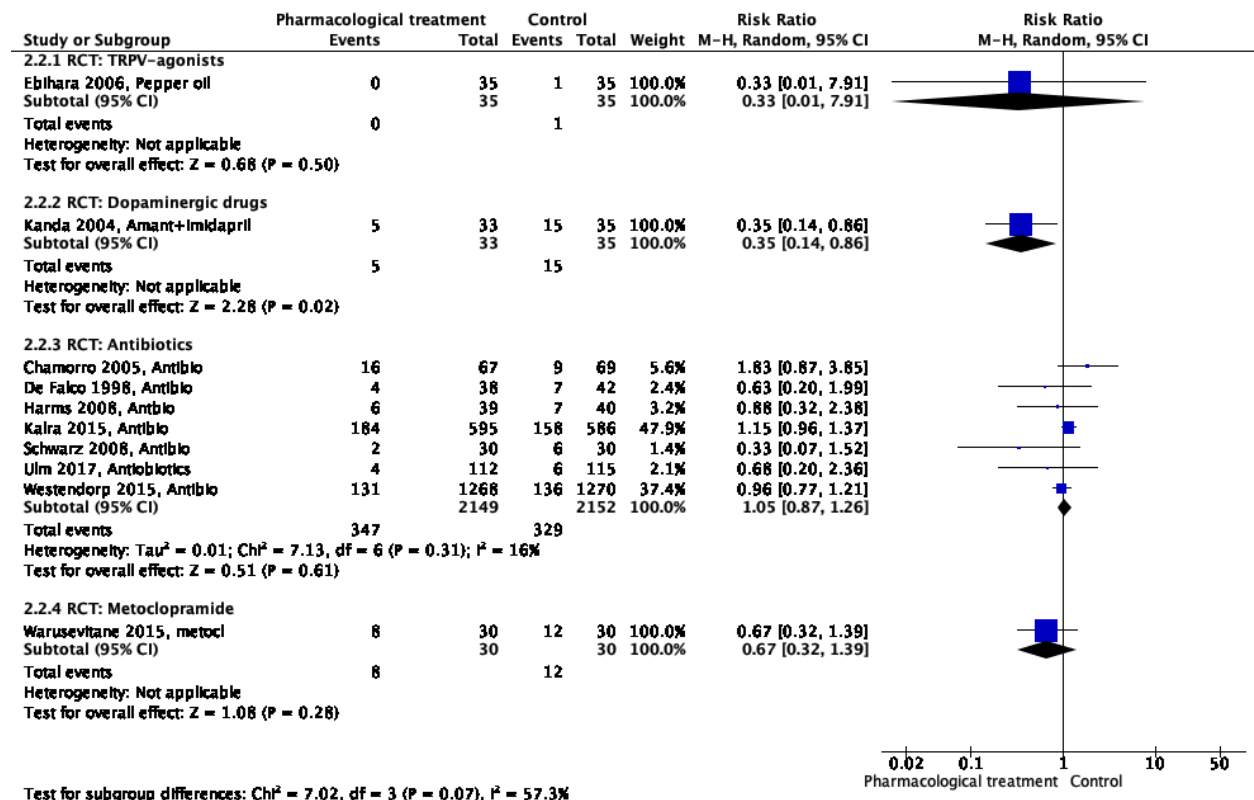 Pharmacological treatment Control Risk Ratio Risk Ratio
Study or Subgroup Events Total Events Total Weight M-H, Random, 95% CI M-H, Random, 95% CI
2.2.1 RCT: TRPV-agonists
Ebihara 2006, Pepper oil 0 35 1 35 100.0% 0.33 [0.01, 7.91]
Subtotal (95% CI) 35 35 100.0% 0.33 [0.01, 7.91]
Total events 0 1
Heterogeneity: Not applicable
Test for overall effect: Z = 0.68 (P = 0.50)
2.2.2 RCT: Dopaminergic drugs
Kanda 2004, Amant+Imidapril 5 33 15 35 100.0% 0.35 [0.14, 0.86]
Subtotal (95% CI) 33 35 100.0% 0.35 [0.14, 0.86]
Total events 5 15
Heterogeneity: Not applicable
Test for overall effect: Z = 2.28 (P = 0.02)
2.2.3 RCT: Antibiotics
Chamorro 2005, Antibio 16 67 9 69 5.6% 1.83 [0.87, 3.85]
De Falco 1998, Antibio 4 38 7 42 2.4% 0.63 [0.20, 1.99]
Harms 2008, Antibio 6 39 7 40 3.2% 0.88 [0.32, 2.38]
Kalra 2015, Antibio 184 595 158 586 47.9% 1.15 [0.96, 1.37]
Schwarz 2008, Antibio 2 30 6 30 1.4% 0.33 [0.07, 1.52]
Ulm 2017, Antiobiotics 4 112 6 115 2.1% 0.68 [0.20, 2.36]
Westendorp 2015, Antibio 131 1268 136 1270 37.4% 0.96 [0.77, 1.21]
Subtotal (95% CI) 2149 2152 100.0% 1.05 [0.87, 1.26]
Total events 347 329
Heterogeneity: Tau² = 0.01; Chi² = 7.13, df = 6 (P = 0.31); I² = 16%
Test for overall effect: Z = 0.51 (P = 0.61)
2.2.4 RCT: Metoclopramide
Warusevitane 2015, metocl 8 30 12 30 100.0% 0.67 [0.32, 1.39]
Subtotal (95% CI) 30 30 100.0% 0.67 [0.32, 1.39]
Total events 8 12
Heterogeneity: Not applicable
Test for overall effect: Z = 1.08 (P = 0.28)
0.02 0.1 1 10 50
Pharmacological treatment Control
Test for subgroup differences: Chi² = 7.02, df = 3 (P = 0.07), I² = 57.3%